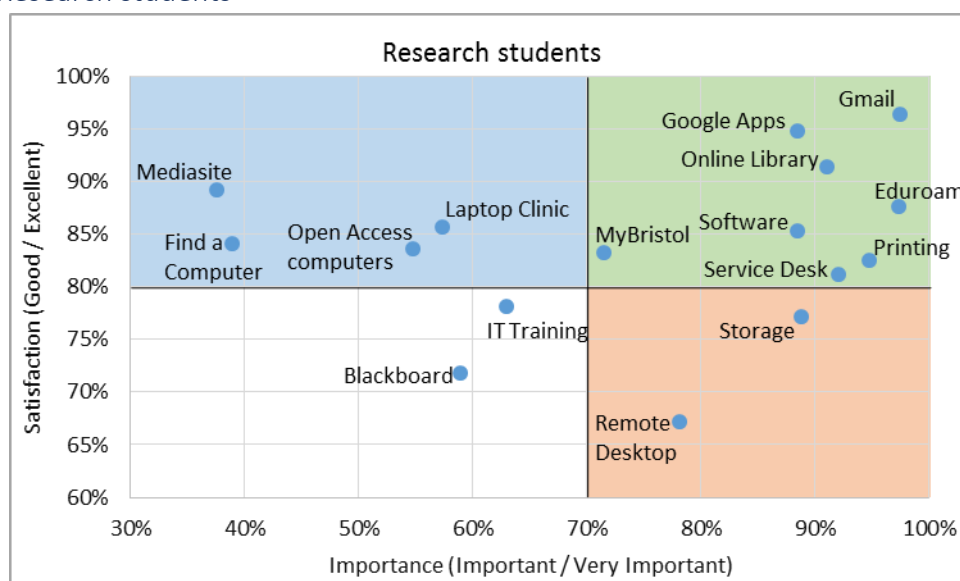 Research students
Research students
100%
95%
90%
85%
80%
75%
70%
65%
60%
Satisfaction (Good / Excellent)
Gmail
Google Apps
Online Library
Mediasite
Eduroam
Laptop Clinic
Software
MyBristol
Open Access
computers
Find a
Computer
Printing
Service Desk
IT Training
Storage
Blackboard
Remote
Desktop
30% 40% 50% 60% 70% 80% 90% 100%
Importance (Important / Very Important)